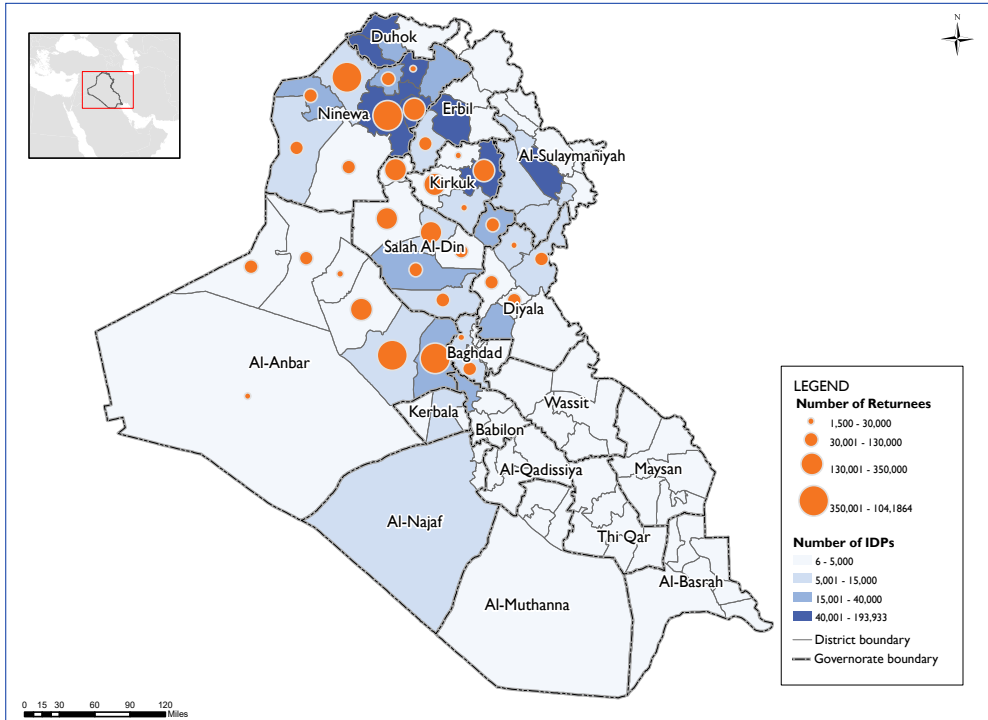 N
Duhok
Ninewa
Erbil
Al-Sulaymaniyah
Kirkuk
Salah Al-Din
Diyala
Al-Anbar
Baghdad
Kerbala
Wassit
Babilon
Al-Qadissiya
Maysan
Al-Najaf
Thi Qar
Al-Basrah
Al-Muthanna
LEGEND
Number of Returnees
1,500 - 30,000
30,001 - 130,000
130,001 - 350,000
350,001 - 104,1864
Number of IDPs
6 - 5,000
5,001 - 15,000
15,001 - 40,000
40,001 - 193,933
District boundary
Governorate boundary
0 15 30 60 90 120
Miles